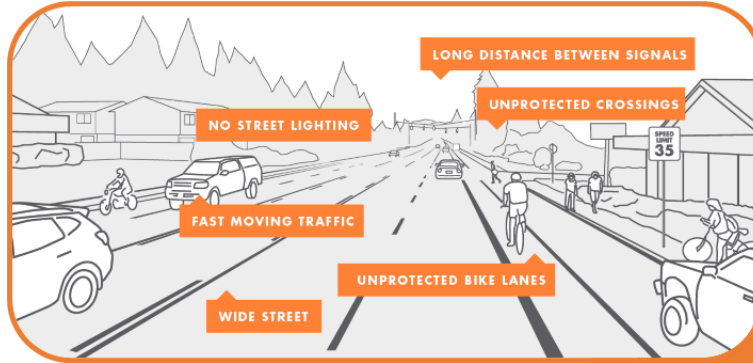 LONG DISTANCE BETWEEN SIGNALS
UNPROTECTED CROSSINGS
NO STREET LIGHTING
SPEED
LIMIT
35
FAST MOVING TRAFFIC
UNPROTECTED BIKE LANES
WIDE STREET